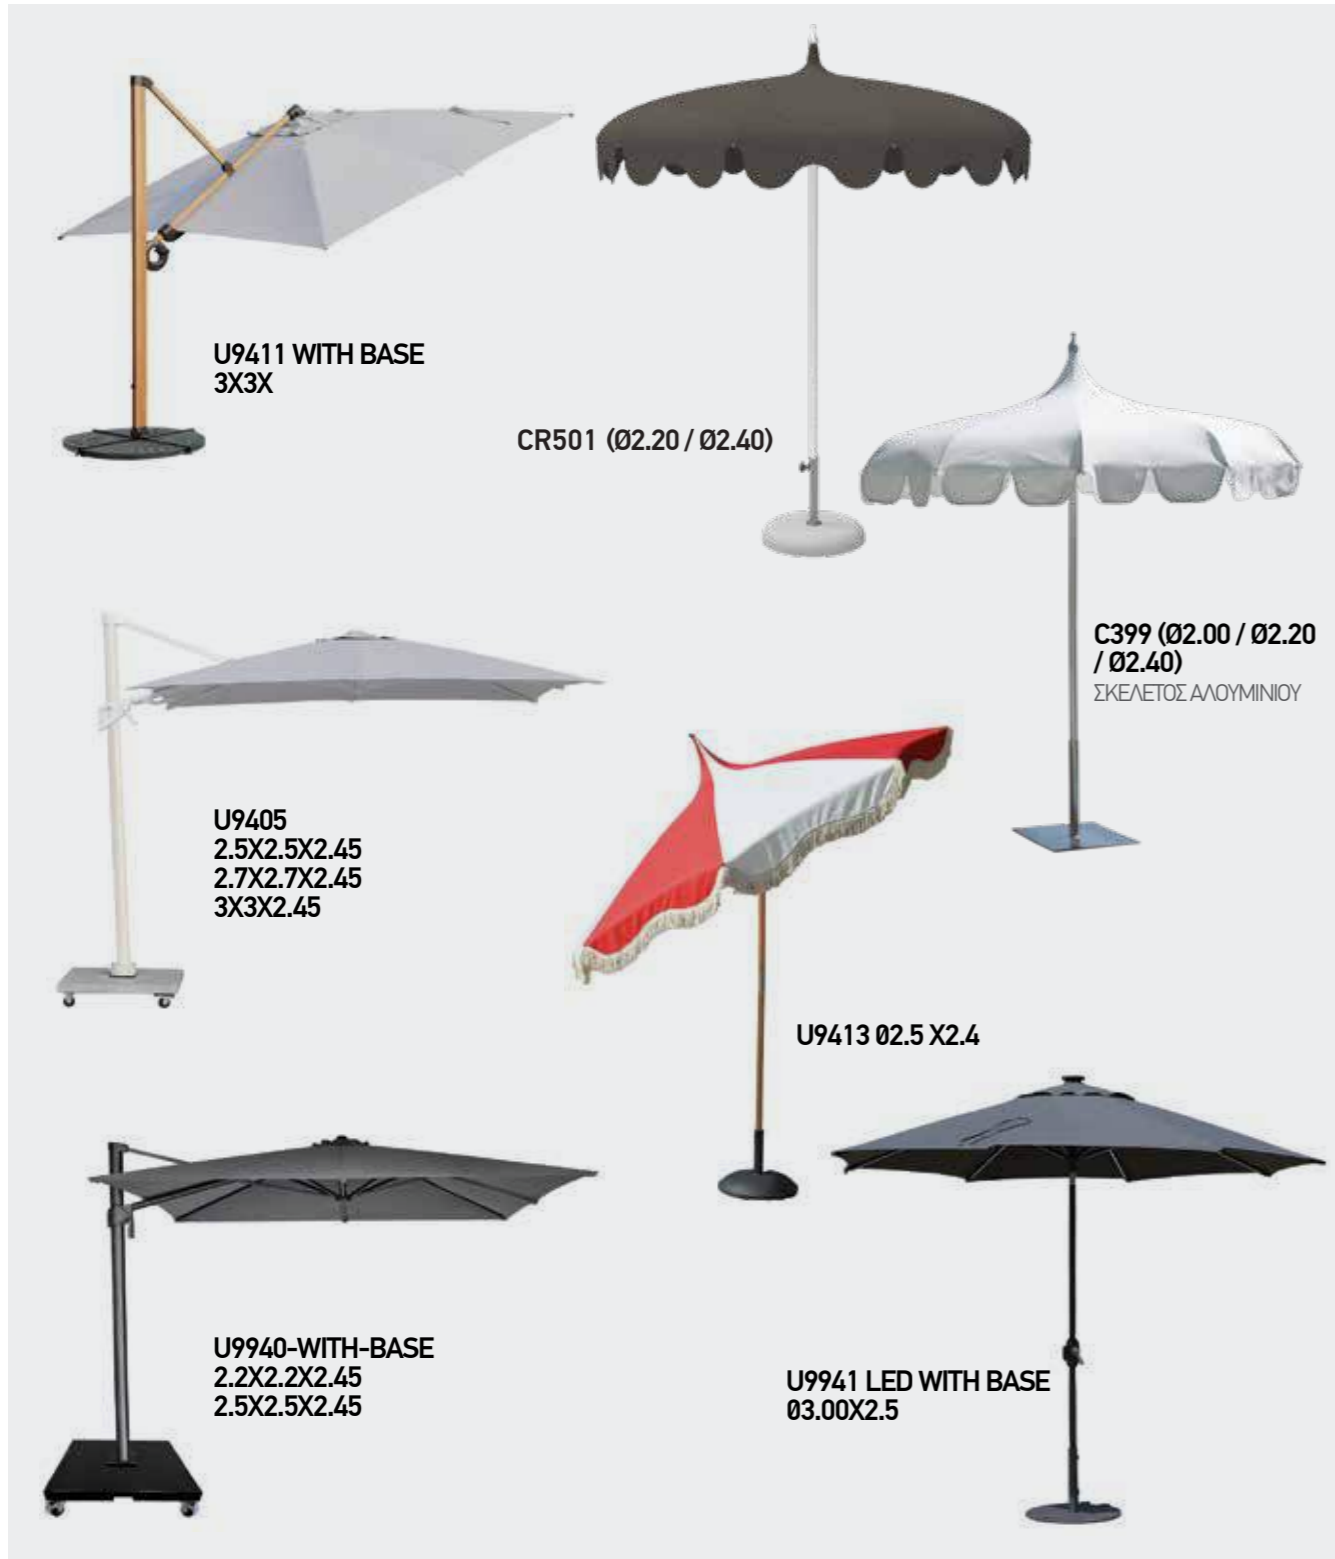 U9411 WITH BASE
3X3X
CR501 (Ø2.20 / Ø2.40)
C399 (Ø2.00 / Ø2.20
/ Ø2.40)
ΣΚΕΛΕΤΟΣ ΑΛΟΥΜΙΝΙΟΥ
U9405
2.5X2.5X2.45
2.7X2.7X2.45
3X3X2.45
U9413 Ø2.5 X2.4
U9940-WITH-BASE
2.2X2.2X2.45
2.5X2.5X2.45
U9941 LED WITH BASE
Ø3.00X2.5